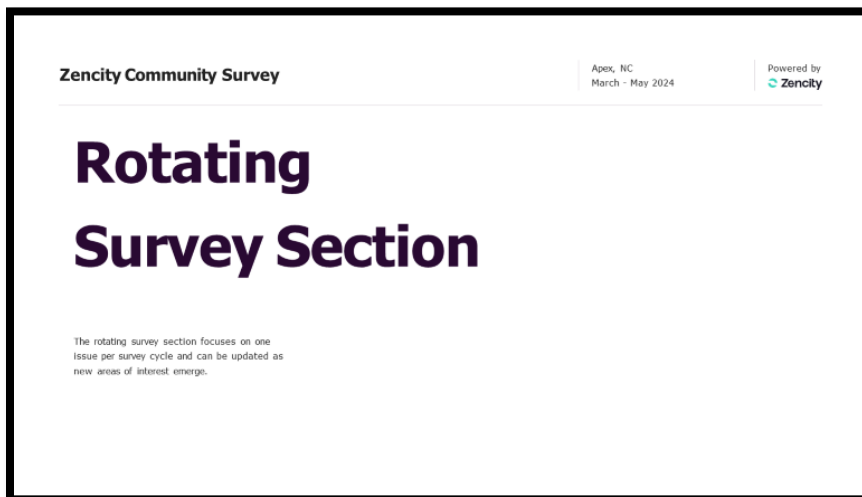 Zencity Community Survey
Apex, NC
March - May 2024
Powered by
Zencity
Rotating
Survey Section
The rotating survey section focuses on one
issue per survey cycle and can be updated as
new areas of interest emerge.